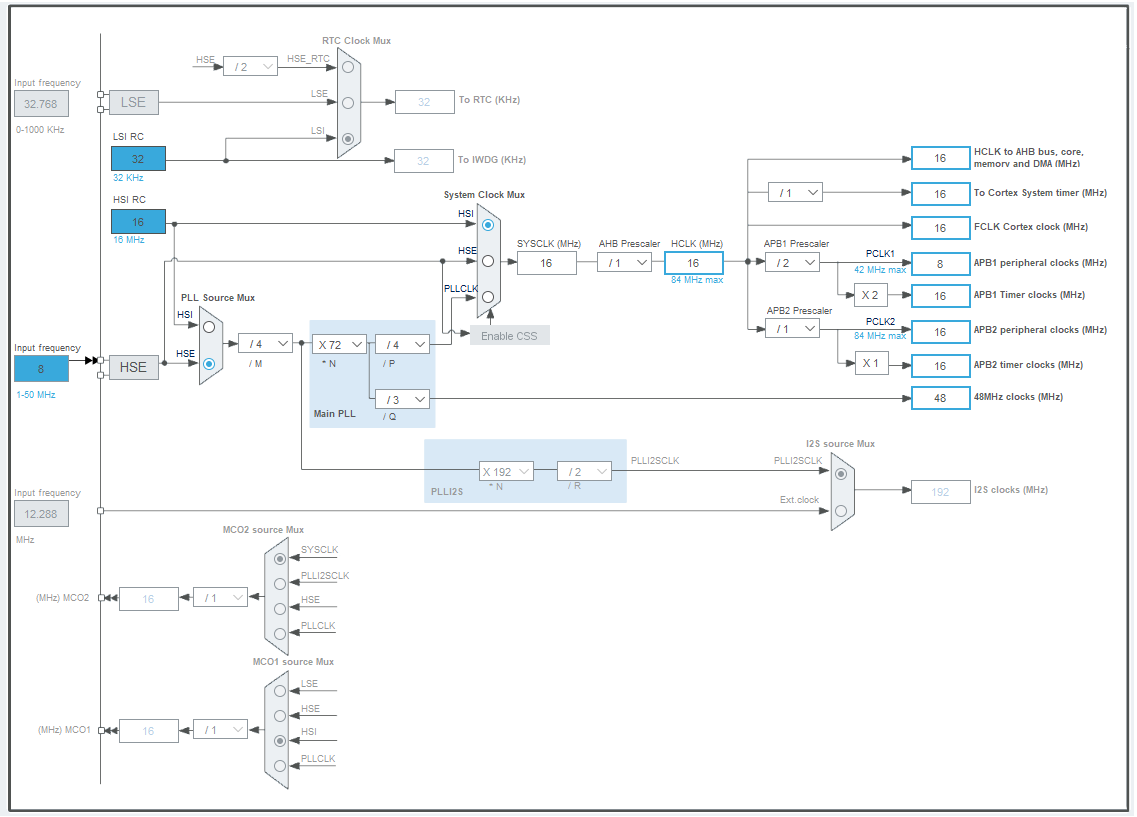 RTC Clock Mux
HSE
/ 2
HSE_RTC
Input frequency
32.768
0-1000 KHz
LSE
LSE
32
To RTC (KHz)
LSI RC
LSI
32
32 KHz
32
To IWDG (KHz)
HSI RC
16
16 MHz
System Clock Mux
HSI
HSE
PLLCLK
SYSCLK (MHz)
16
AHB Prescaler
/ 1
HCLK (MHz)
16
84 MHz max
16
HCLK to AHB bus, core,
memory and DMA (MHz)
/ 1
16
To Cortex System timer (MHz)
16
FCLK Cortex clock (MHz)
APB1 Prescaler
/ 2
PCLK1
42 MHz max
8
APB1 peripheral clocks (MHz)
X 2
16
APB1 Timer clocks (MHz)
APB2 Prescaler
/ 1
PCLK2
84 MHz max
16
APB2 peripheral clocks (MHz)
X 1
16
APB2 timer clocks (MHz)
48
48MHz clocks (MHz)
PLL Source Mux
HSI
HSE
Enable CSS
Input frequency
8
1-50 MHz
HSE
/ 4
/ M
X 72
* N
/ 4
/ P
/ 3
/ Q
Main PLL
X 192
* N
/ 2
/ R
PLLI2S
PLLI2SCLK
I2S source Mux
PLLI2SCLK
Ext.clock
192
I2S clocks (MHz)
Input frequency
12.288
MHz
MCO2 source Mux
SYSCLK
PLLI2SCLK
HSE
PLLCLK
(MHz) MCO2
16
/ 1
MCO1 source Mux
LSE
HSE
HSI
PLLCLK
(MHz) MCO1
16
/ 1